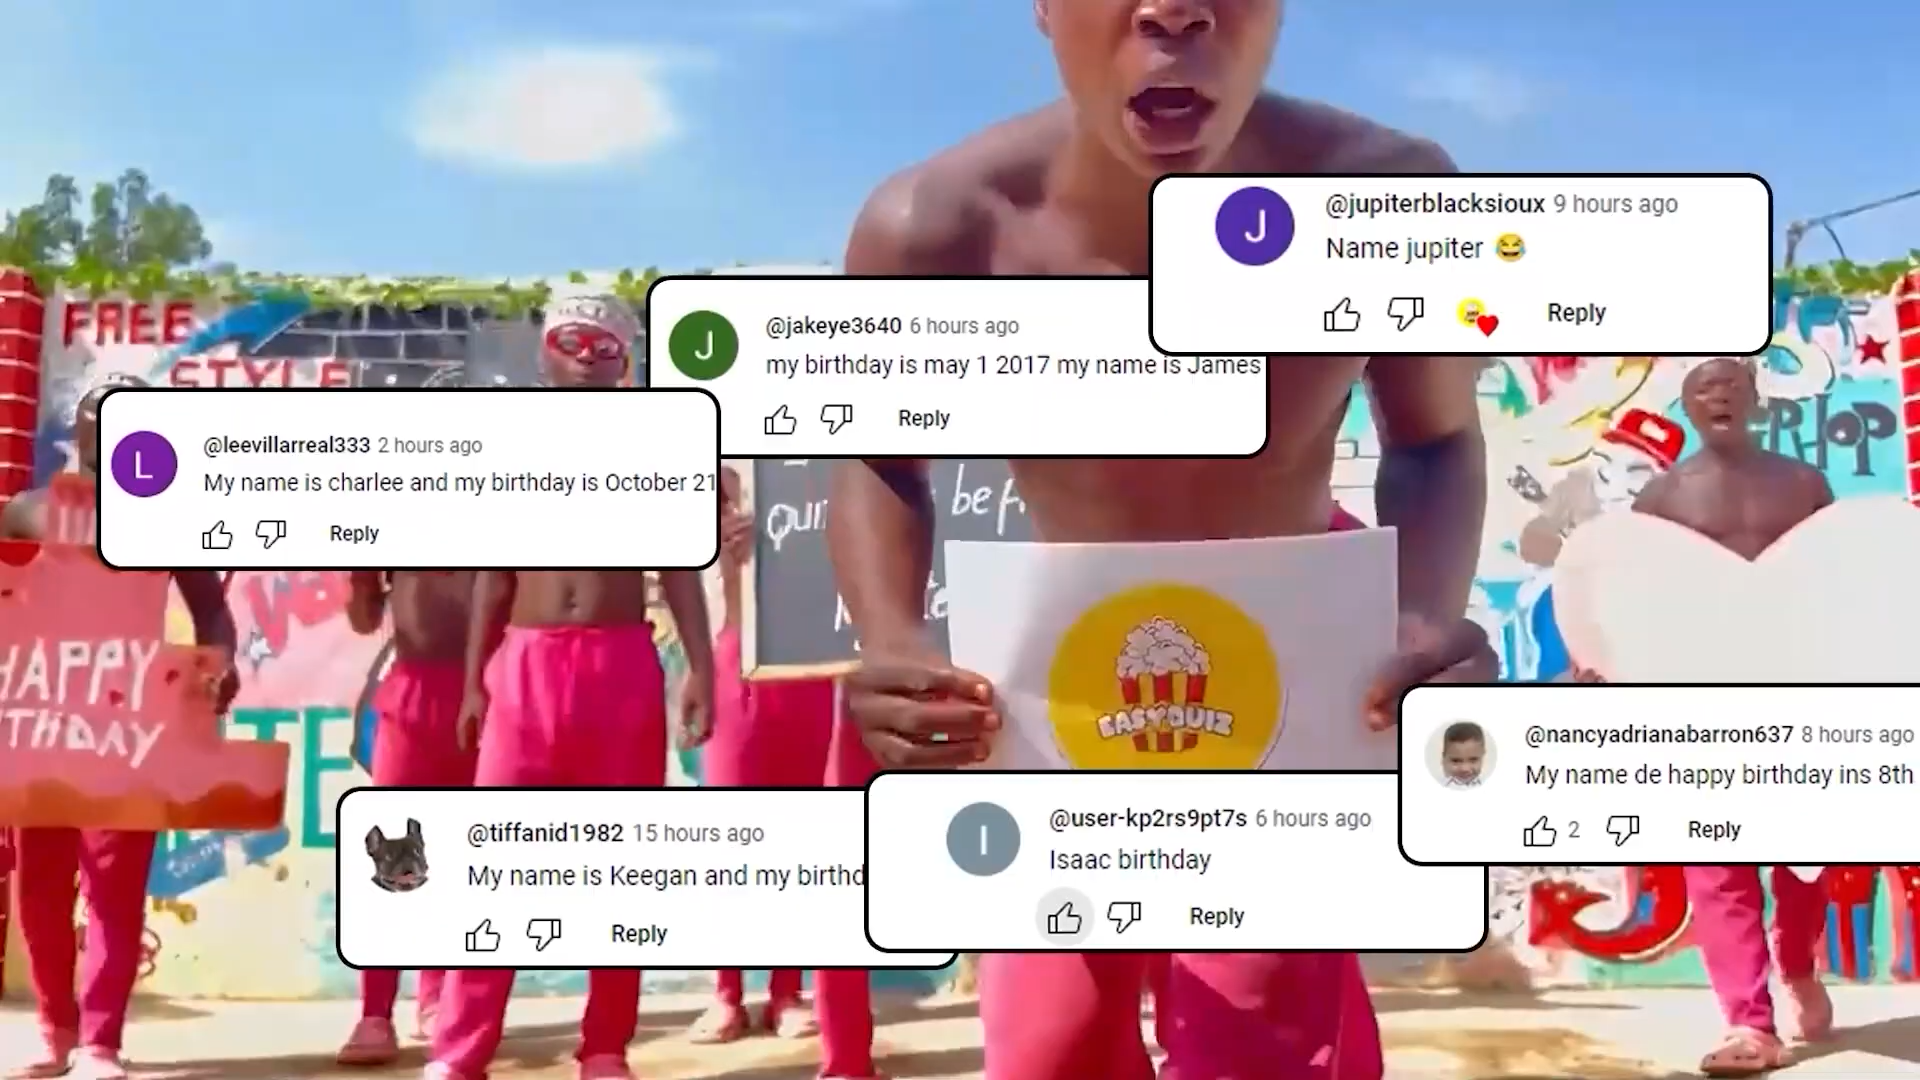 @jupiterblacksioux 9 hours ago
Name jupiter 😂
Reply
@jakeye3640 6 hours ago
my birthday is may 1 2017 my name is James
Reply
@leevillarreal333 2 hours ago
My name is charlee and my birthday is October 21
Reply
FREE
STYLE
HIPHOP
be
HAPPY
THDAY
EASY QUIZ
@nancyadrianabarron637 8 hours ago
My name de happy birthday ins 8th
2
Reply
@tiffanid1982 15 hours ago
My name is Keegan and my birthd
Reply
@user-kp2rs9pt7s 6 hours ago
Isaac birthday
Reply